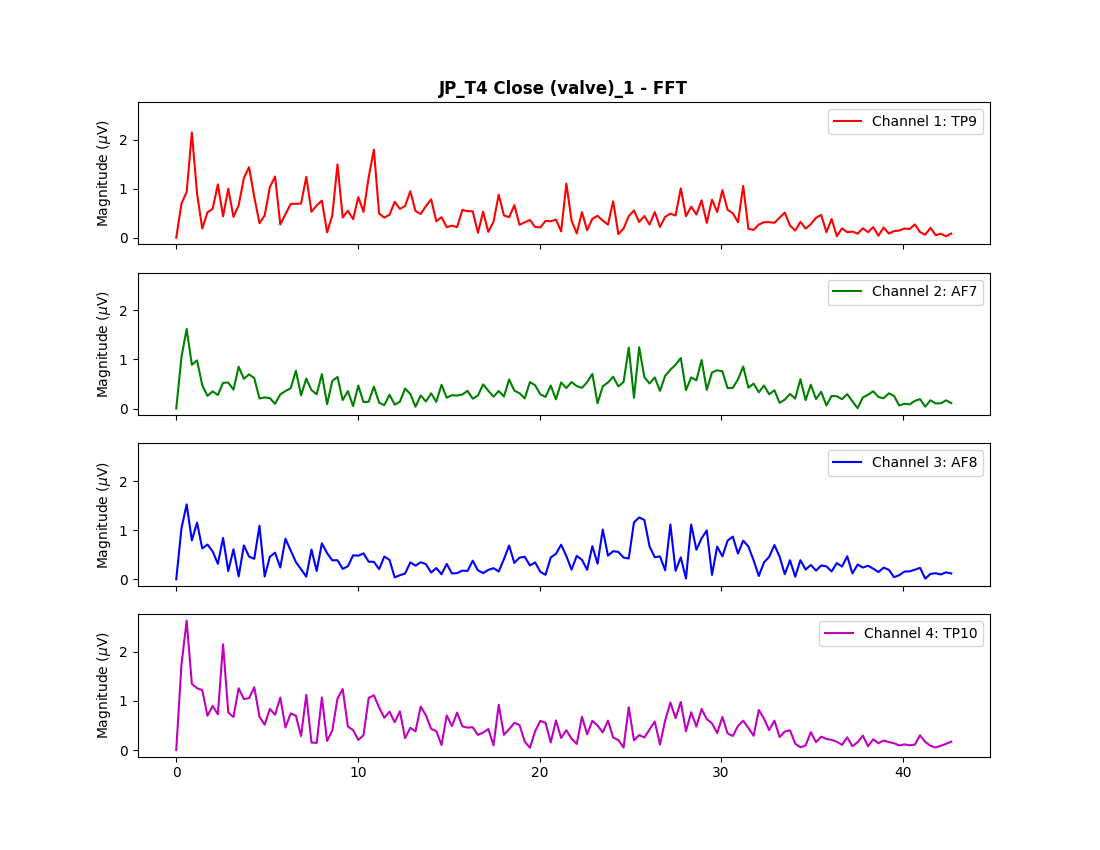 JP_T4 Close (valve)_1 - FFT
Magnitude (μV)
2
1
0
Channel 1: TP9
Magnitude (μV)
2
1
0
Channel 2: AF7
Magnitude (μV)
2
1
0
Channel 3: AF8
Magnitude (μV)
2
1
0
Channel 4: TP10
0 10 20 30 40